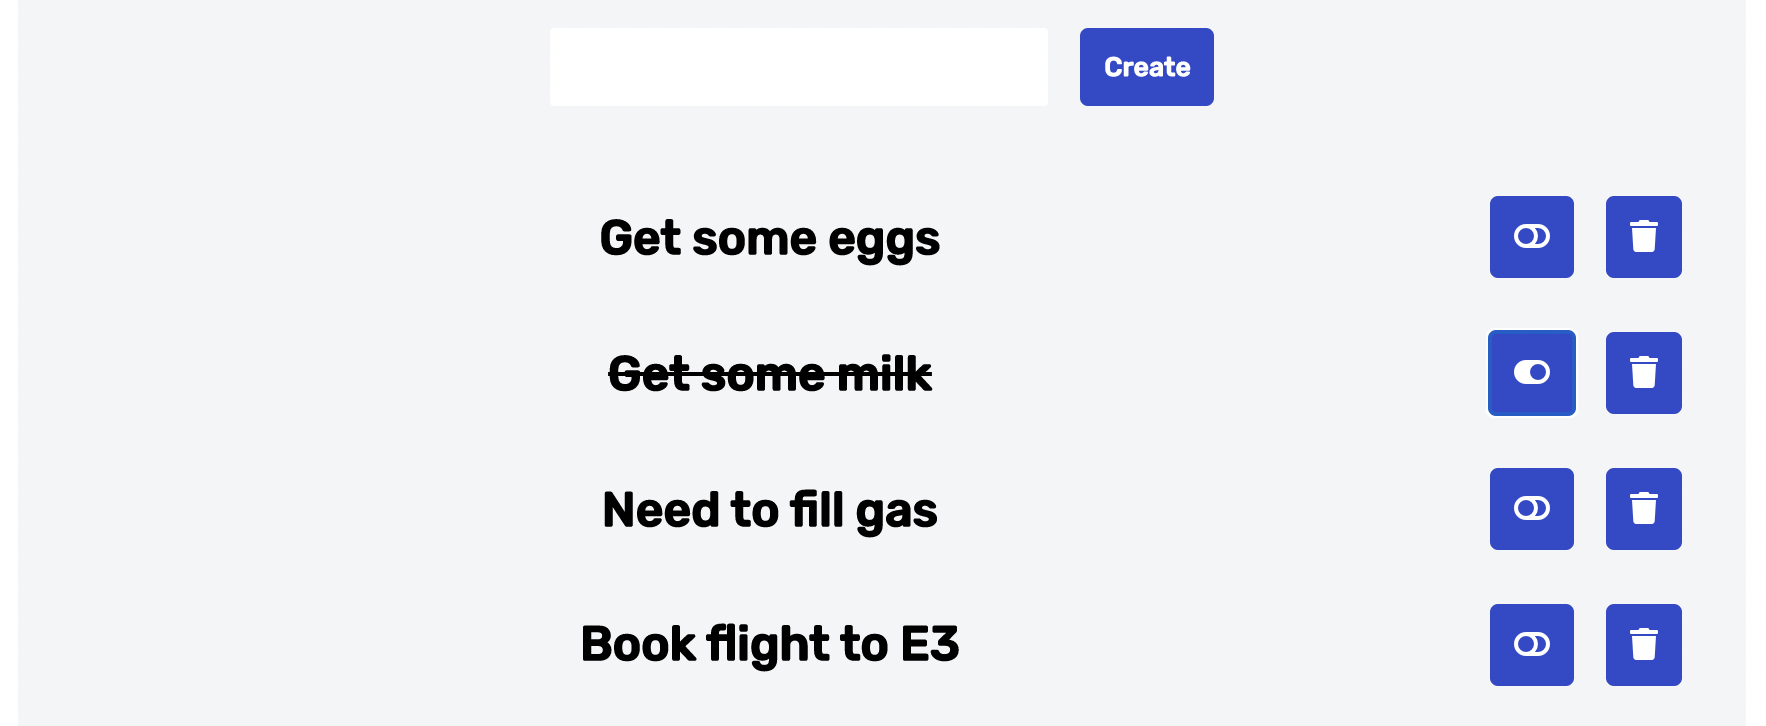 Create
Get some eggs
Get some milk
Need to fill gas
Book flight to E3